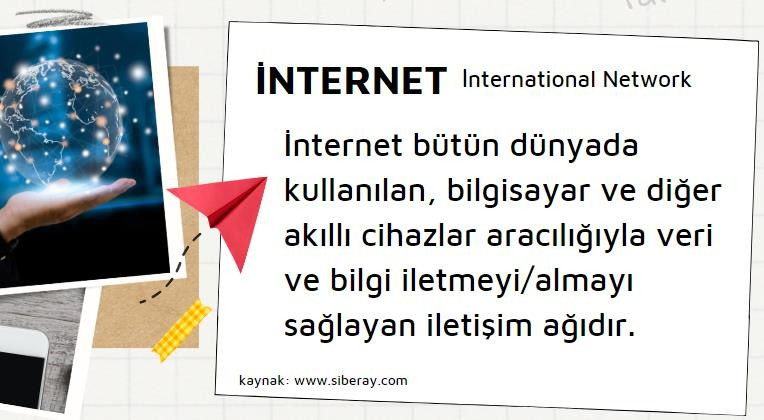 İNTERNET International Network
İnternet bütün dünyada
kullanılan, bilgisayar ve diğer
akıllı cihazlar aracılığıyla veri
ve bilgi iletmeyi/almayı
sağlayan iletişim ağıdır.
kaynak: www.siberay.com